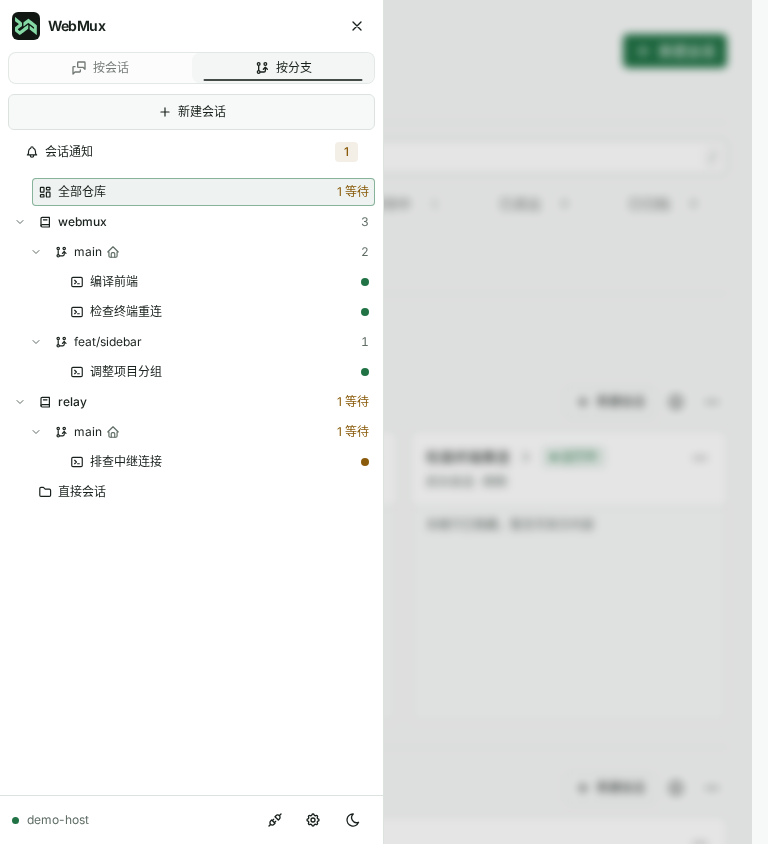 WebMux
按会话
按分支
新建会话
会话通知 1
全部仓库 1 等待
webmux 3
main 2
编译前端
检查终端重连
feat/sidebar 1
调整项目分组
relay 1 等待
main 1 等待
排查中继连接
直接会话
demo-host